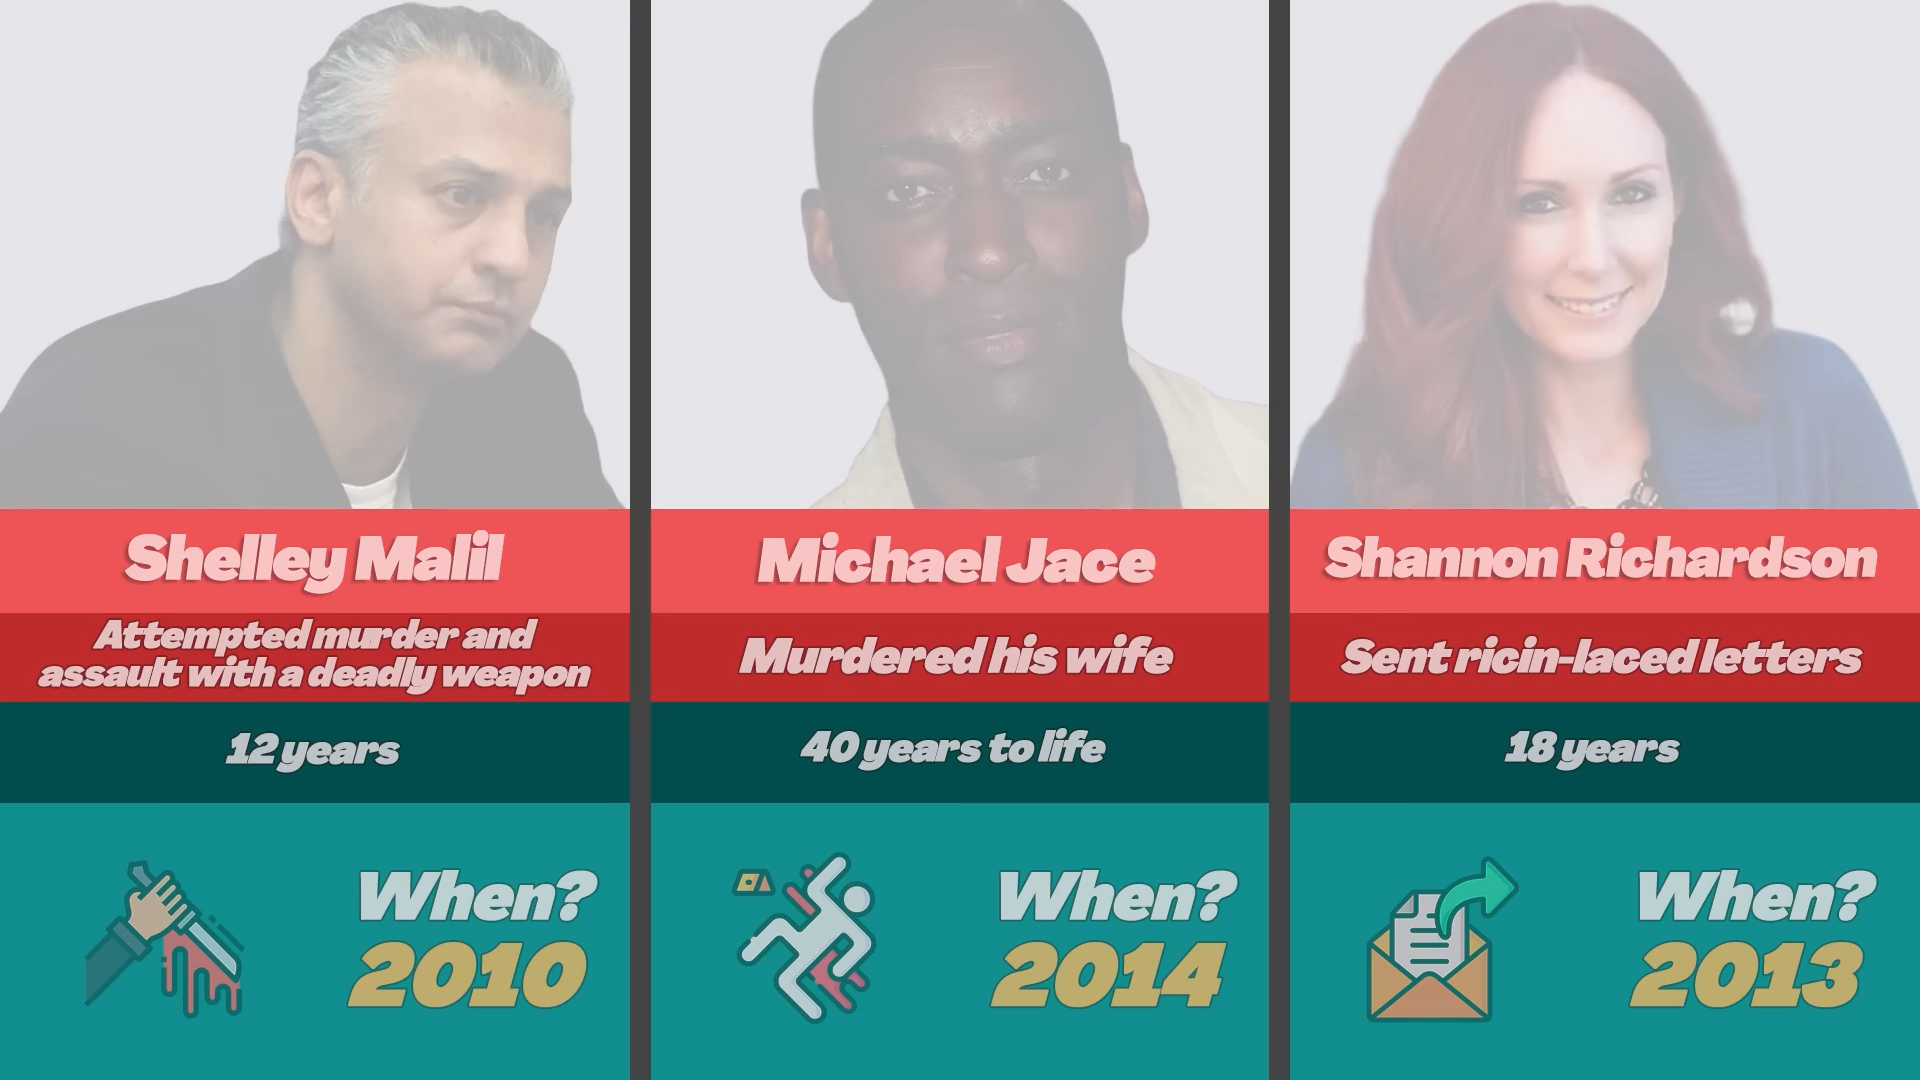 Shelley Malil
Attempted murder and
assault with a deadly weapon
12 years
When?
2010
Michael Jace
Murdered his wife
40 years to life
When?
2014
Shannon Richardson
Sent ricin-laced letters
18 years
When?
2013